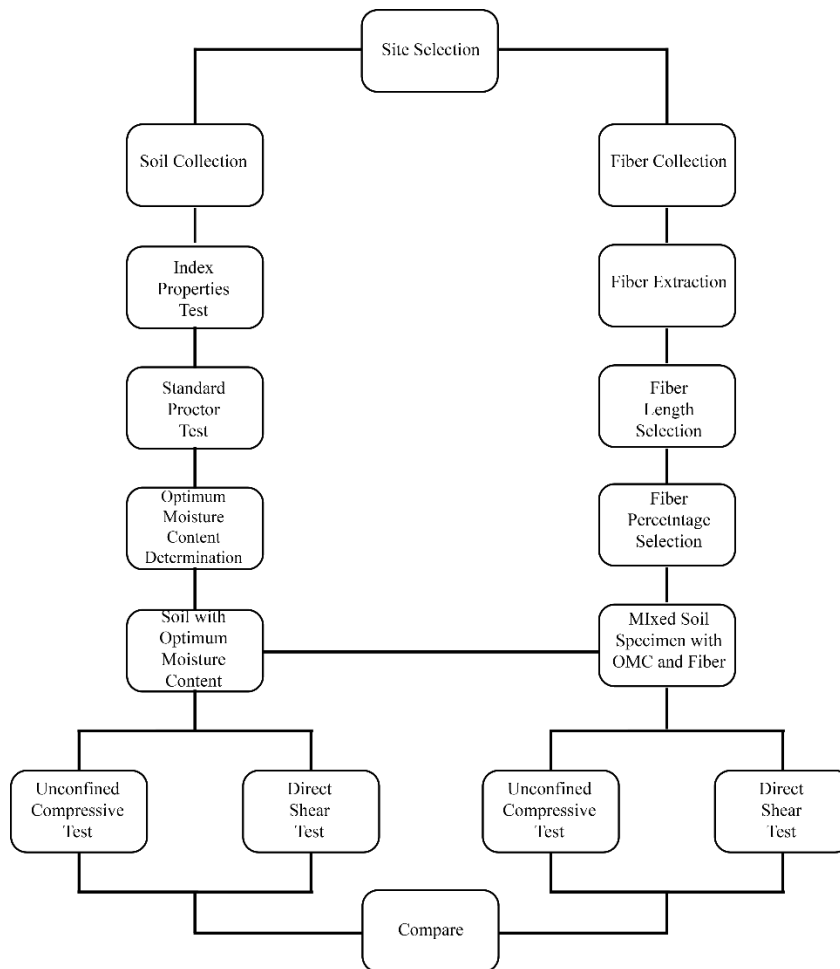 Site Selection
Soil Collection
Fiber Collection
Index
Properties
Test
Fiber Extraction
Standard
Proctor
Test
Fiber
Length
Selection
Optimum
Moisture
Content
Determination
Fiber
Percetntage
Selection
Soil with
Optimum
Moisture
Content
MIxed Soil
Specimen with
OMC and Fiber
Unconfined
Compressive
Test
Direct
Shear
Test
Unconfined
Compressive
Test
Direct
Shear
Test
Compare